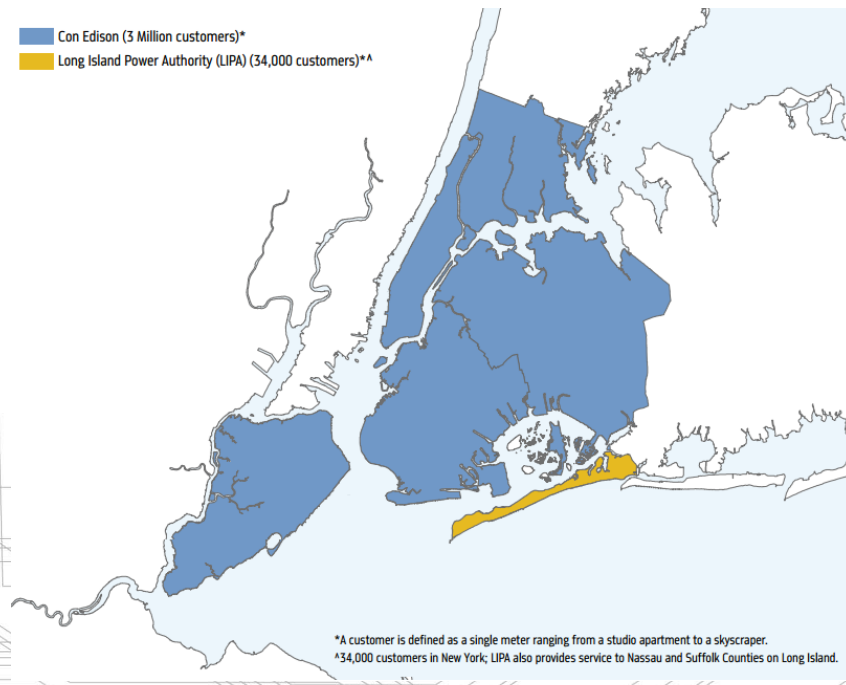 Con Edison (3 Million customers)*
Long Island Power Authority (LIPA) (34,000 customers)*^
*A customer is defined as a single meter ranging from a studio apartment to a skyscraper.
^34,000 customers in New York; LIPA also provides service to Nassau and Suffolk Counties on Long Island.